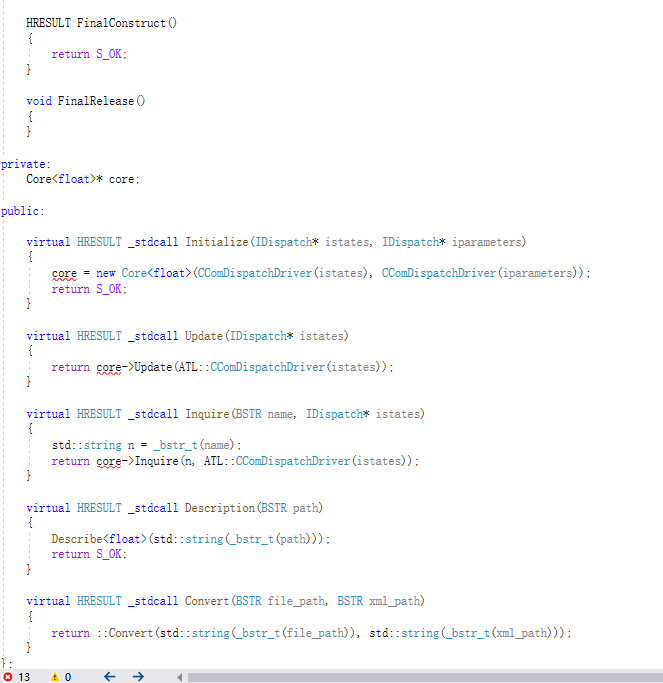 HRESULT FinalConstruct()
{
return S_OK;
}
void FinalRelease()
{
}
private:
Core<float>* core;
public:
virtual HRESULT _stdcall Initialize(IDispatch* istates, IDispatch* iparameters)
{
core = new Core<float>(CComDispatchDriver(istates), CComDispatchDriver(iparameters));
return S_OK;
}
virtual HRESULT _stdcall Update(IDispatch* istates)
{
return core->Update(ATL::CComDispatchDriver(istates));
}
virtual HRESULT _stdcall Inquire(BSTR name, IDispatch* istates)
{
std::string n = _bstr_t(name);
return core->Inquire(n, ATL::CComDispatchDriver(istates));
}
virtual HRESULT _stdcall Description(BSTR path)
{
Describe<float>(std::string(_bstr_t(path)));
return S_OK;
}
virtual HRESULT _stdcall Convert(BSTR file_path, BSTR xml_path)
{
return ::Convert(std::string(_bstr_t(file_path)), std::string(_bstr_t(xml_path)));
}
};
13 0